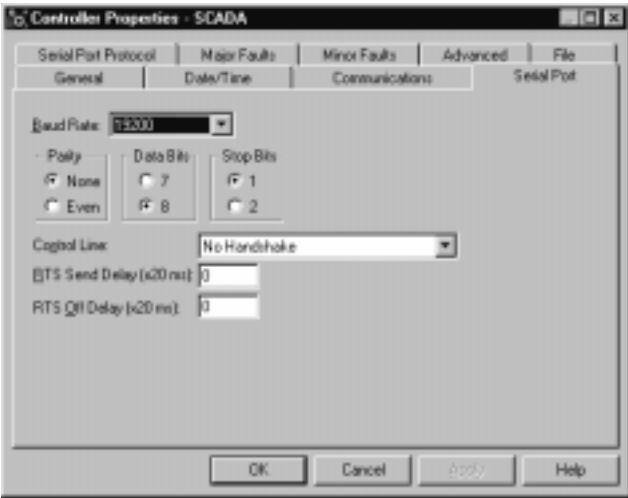 Controller Properties - SCADA
Serial Port Protocol Major Faults Minor Faults Advanced File
General Date/Time Communications Serial Port
Baud Rate: 19200
Parity Data Bits Stop Bits
None 7 1
Even 8 2
Control Line: No Handshake
RTS Send Delay (x20 ms): 0
RTS Off Delay (x20 ms): 0
OK Cancel Apply Help